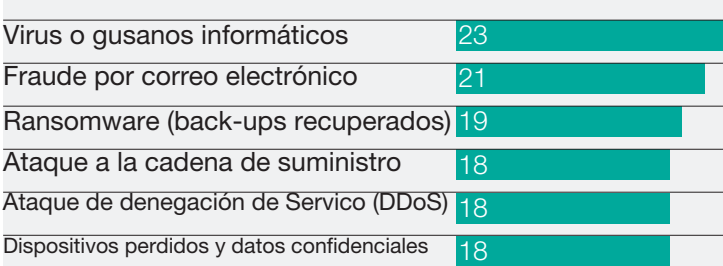 Virus o gusanos informáticos 23
Fraude por correo electrónico 21
Ransomware (back-ups recuperados) 19
Ataque a la cadena de suministro 18
Ataque de denegación de Servico (DDoS) 18
Dispositivos perdidos y datos confidenciales 18